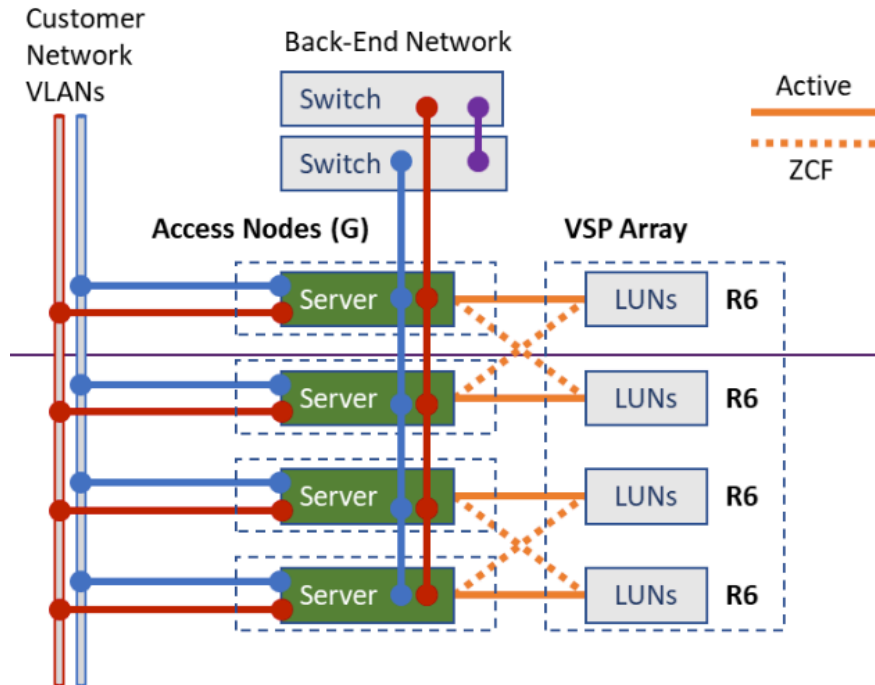 Customer
Network
VLANs
Back-End Network
Switch
Switch
Active
ZCF
Access Nodes (G)
VSP Array
Server
LUNs
R6
Server
LUNs
R6
Server
LUNs
R6
Server
LUNs
R6